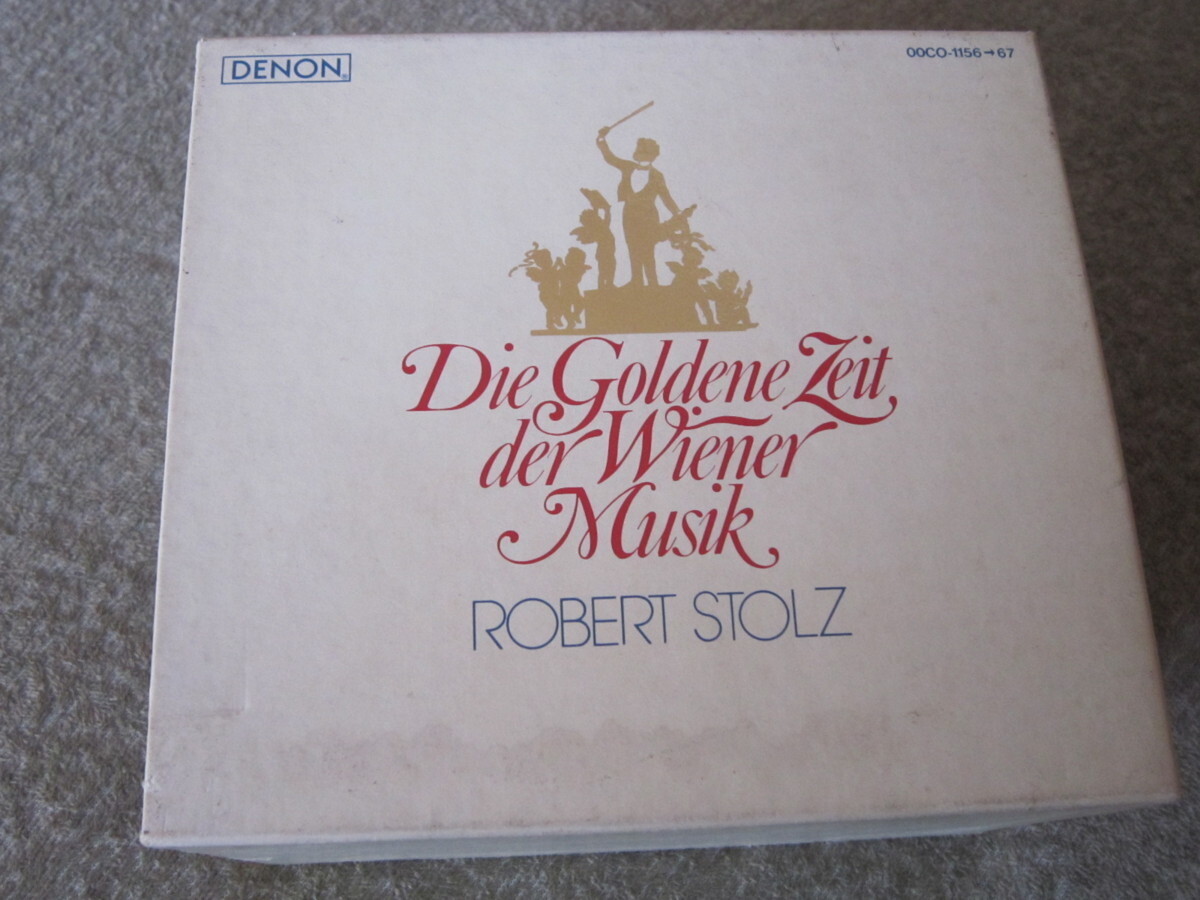 DENON®
00CO-1156→67
Die Goldene Zeit
der Wiener
Musik
ROBERT STOLZ